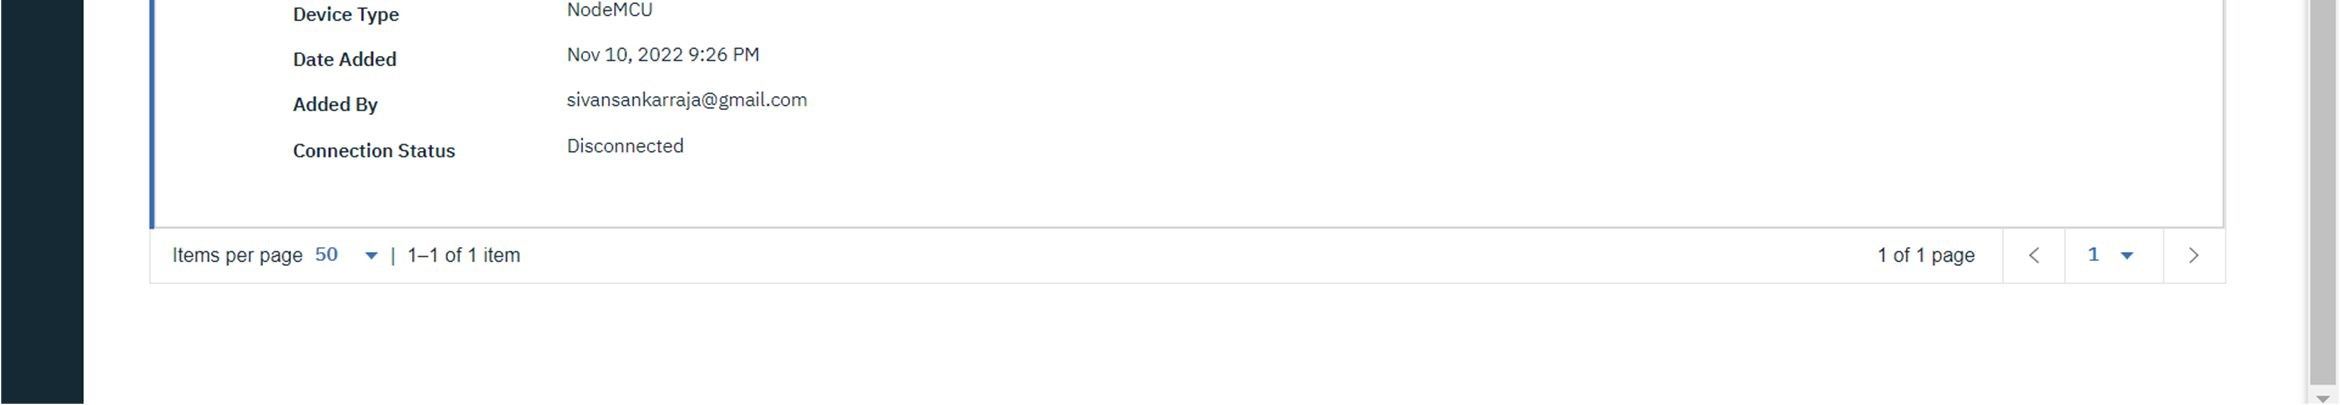 Device Type NodeMCU
Date Added Nov 10, 2022 9:26 PM
Added By sivansankarraja@gmail.com
Connection Status Disconnected
Items per page 50 | 1–1 of 1 item 1 of 1 page 1